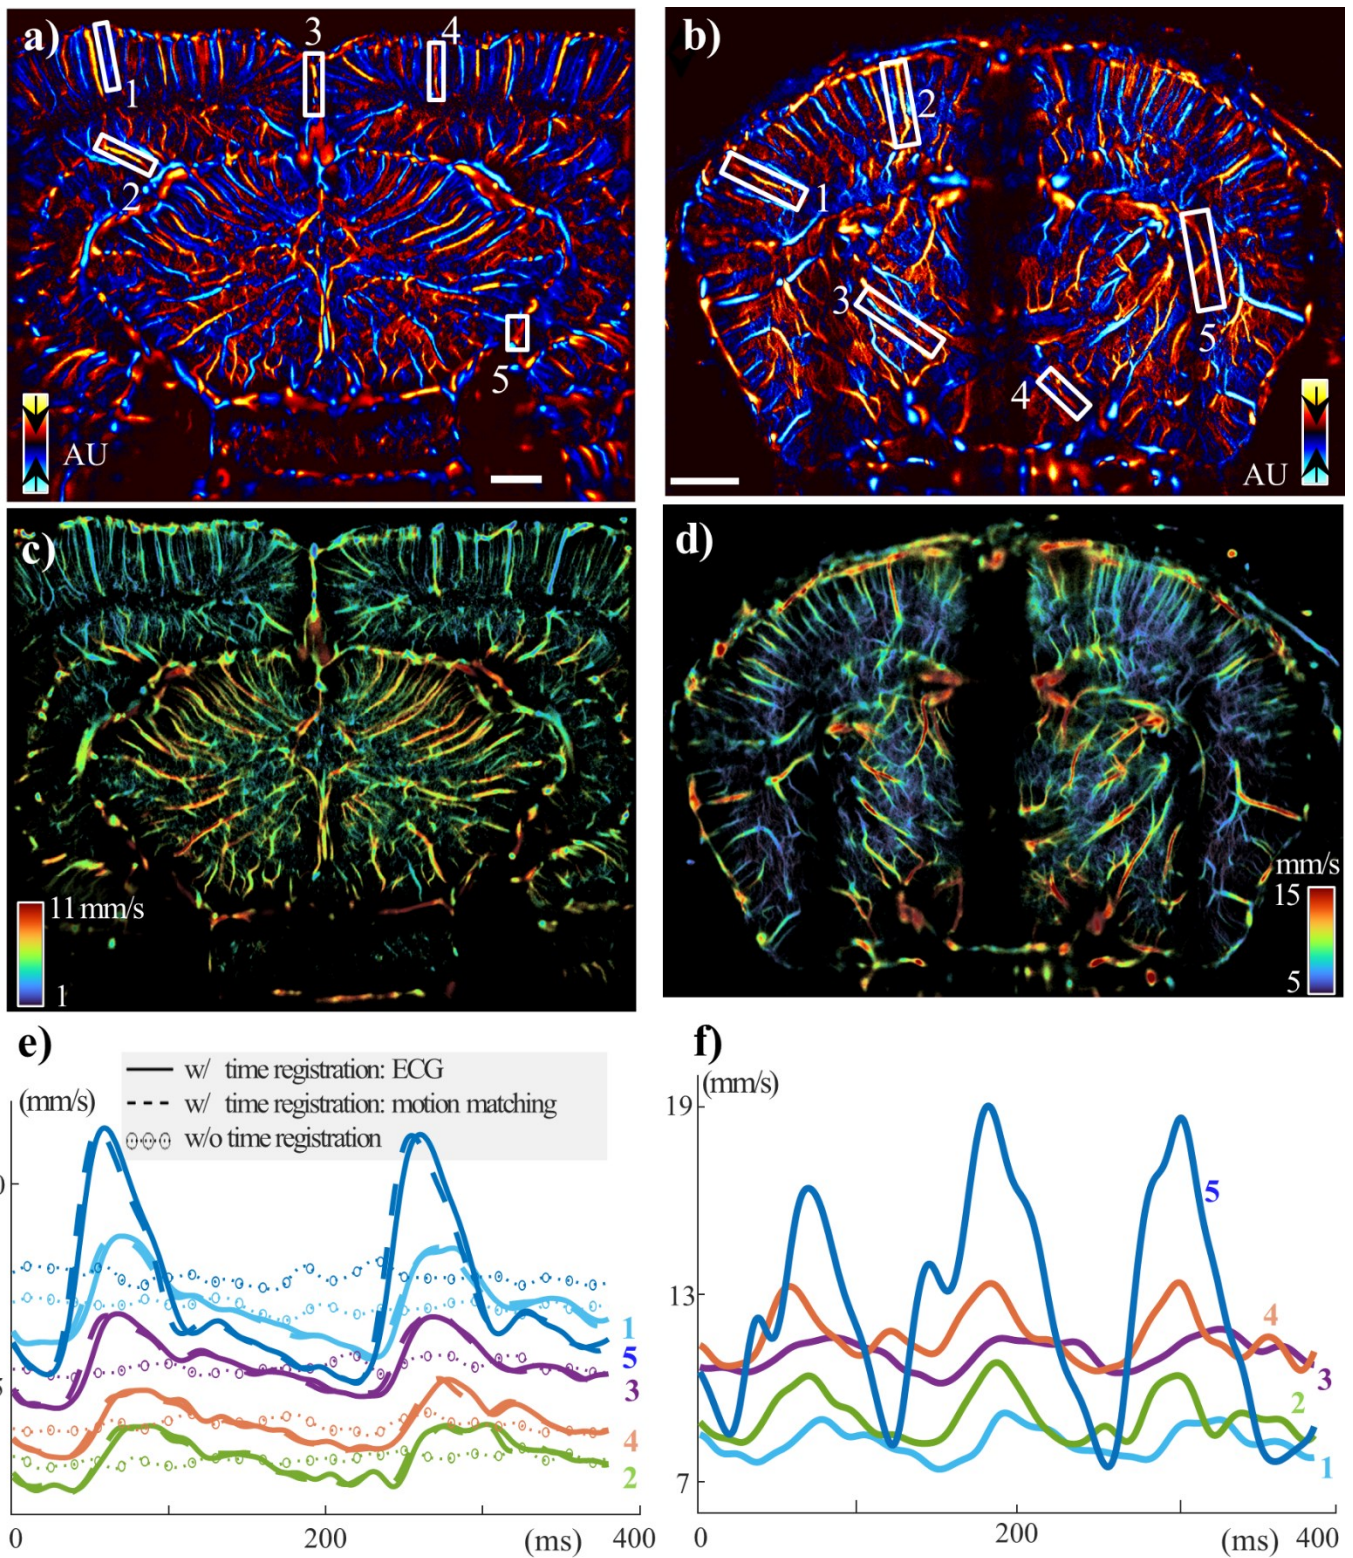 a)
3
4
1
2
5
AU
b)
2
1
3
5
4
AU
c)
11 mm/s
1
d)
mm/s
15
5
e)
w/ time registration: ECG
w/ time registration: motion matching
w/o time registration
(mm/s)
0
5
1
5
3
4
2
0
200
400
(ms)
f)
(mm/s)
19
13
7
5
4
3
2
1
0
200
400
(ms)